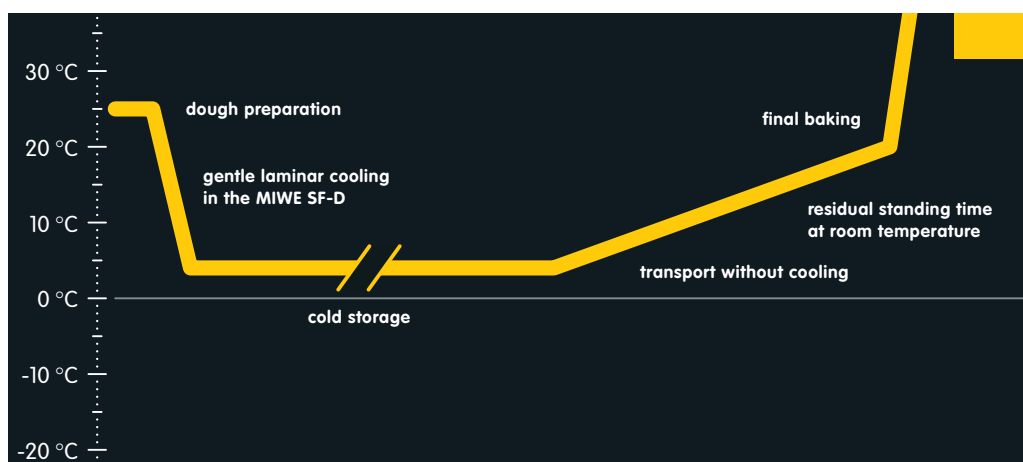 30 °C
dough preparation
final baking
20 °C
gentle laminar cooling
in the MIWE SF-D
residual standing time
at room temperature
10 °C
transport without cooling
0 °C
cold storage
-10 °C
-20 °C